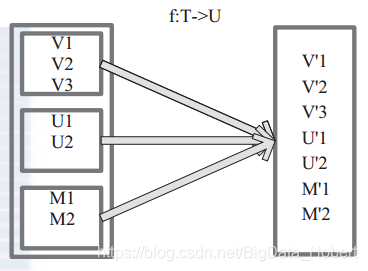 f:T->U
V1
V2
V3
U1
U2
M1
M2
V'1
V'2
V'3
U'1
U'2
M'1
M'2
https://blog.csdn.net/BigData_Hobert